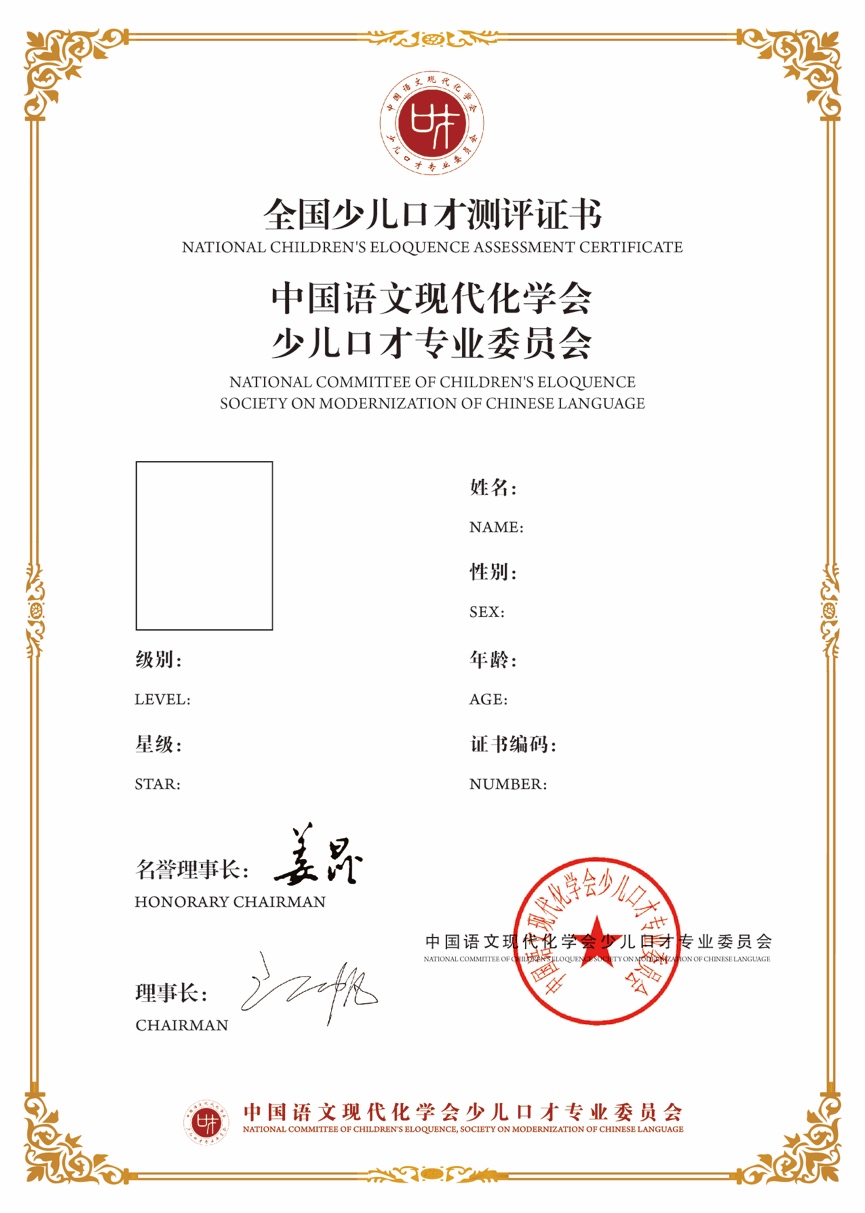 中国语文现代化学会
少儿口才专业委员会
全国少儿口才测评证书
NATIONAL CHILDREN'S ELOQUENCE ASSESSMENT CERTIFICATE
中国语文现代化学会
少儿口才专业委员会
NATIONAL COMMITTEE OF CHILDREN'S ELOQUENCE
SOCIETY ON MODERNIZATION OF CHINESE LANGUAGE
姓名：
NAME:
性别：
SEX:
级别：
LEVEL:
年龄：
AGE:
星级：
STAR:
证书编码：
NUMBER:
名誉理事长：
HONORARY CHAIRMAN
中国语文现代化学会少儿口才专业委员会
中国语文现代化学会少儿口才专业委员会
NATIONAL COMMITTEE OF CHILDREN'S ELOQUENCE SOCIETY ON MODERNIZATION OF CHINESE LANGUAGE
理事长：
CHAIRMAN
中国语文现代化学会少儿口才专业委员会
NATIONAL COMMITTEE OF CHILDREN'S ELOQUENCE, SOCIETY ON MODERNIZATION OF CHINESE LANGUAGE